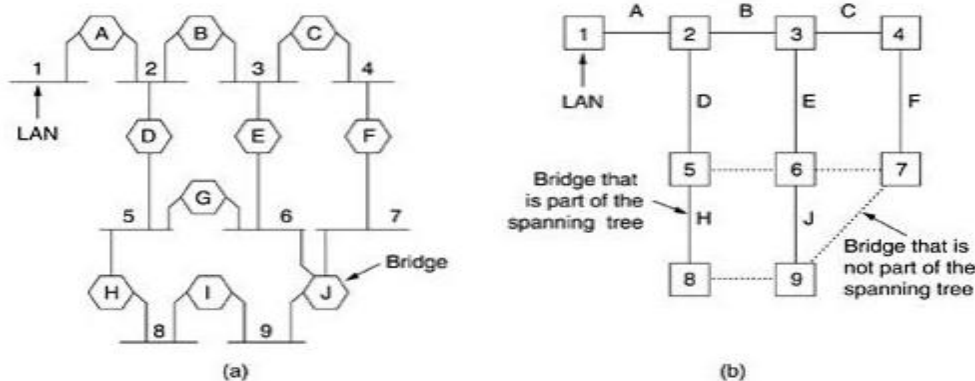 A B C
1 2 3 4
LAN
D E F
G
5 6 7
Bridge
H I J
8 9
(a)
A B C
1 2 3 4
LAN
D E F
5 6 7
Bridge that
is part of the
spanning tree
H J
Bridge that is
not part of the
spanning tree
8 9
(b)